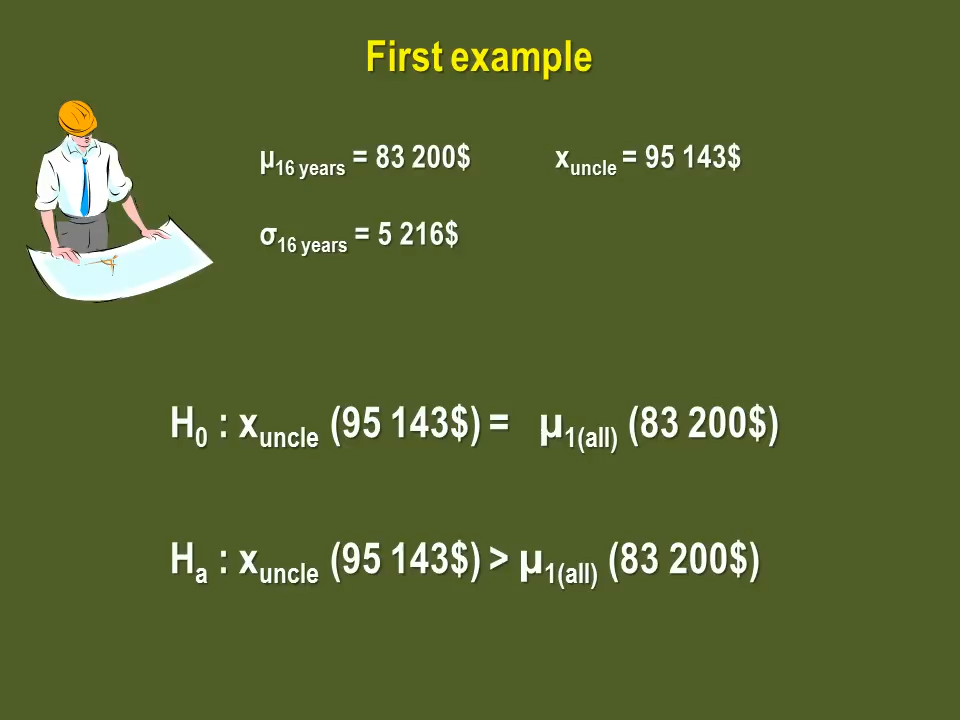 First example
μ16 years = 83 200$ xuncle = 95 143$
σ16 years = 5 216$
H0 : xuncle (95 143$) = μ1(all) (83 200$)
Ha : xuncle (95 143$) > μ1(all) (83 200$)